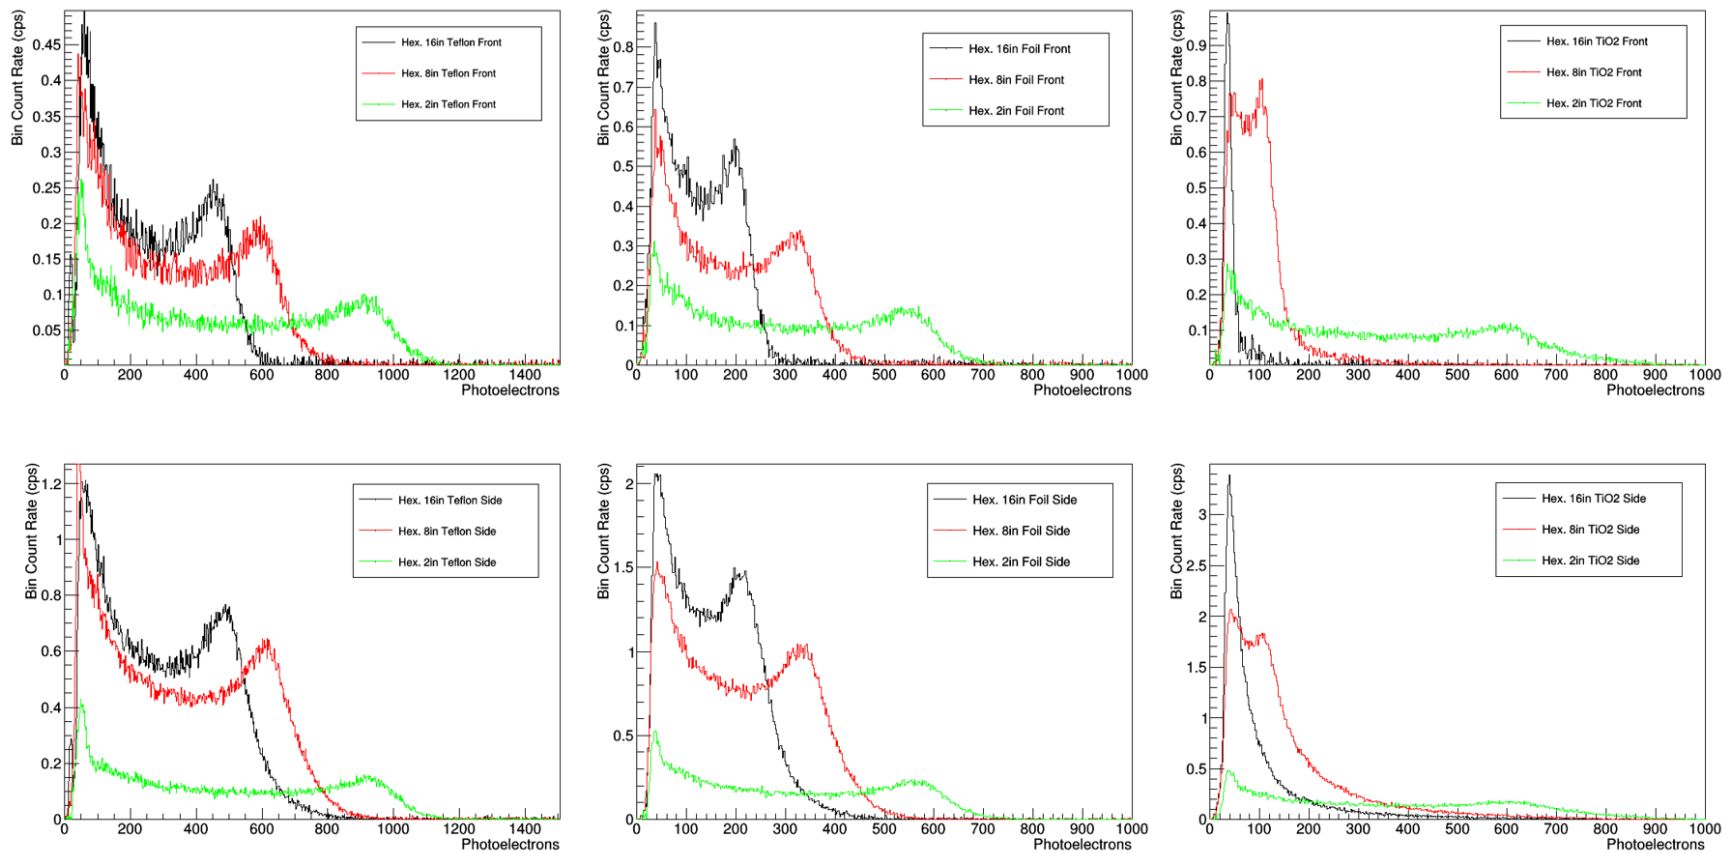 Bin Count Rate (cps)
0.45
0.4
0.35
0.3
0.25
0.2
0.15
0.1
0.05
0 200 400 600 800 1000 1200 1400
Photoelectrons
Hex. 16in Teflon Front
Hex. 8in Teflon Front
Hex. 2in Teflon Front
Bin Count Rate (cps)
0.8
0.7
0.6
0.5
0.4
0.3
0.2
0.1
0
0 100 200 300 400 500 600 700 800 900 1000
Photoelectrons
Hex. 16in Foil Front
Hex. 8in Foil Front
Hex. 2in Foil Front
Bin Count Rate (cps)
0.9
0.8
0.7
0.6
0.5
0.4
0.3
0.2
0.1
0 100 200 300 400 500 600 700 800 900 1000
Photoelectrons
Hex. 16in TiO2 Front
Hex. 8in TiO2 Front
Hex. 2in TiO2 Front
Bin Count Rate (cps)
1.2
1
0.8
0.6
0.4
0.2
0
0 200 400 600 800 1000 1200 1400
Photoelectrons
Hex. 16in Teflon Side
Hex. 8in Teflon Side
Hex. 2in Teflon Side
Bin Count Rate (cps)
2
1.5
1
0.5
0
0 100 200 300 400 500 600 700 800 900 1000
Photoelectrons
Hex. 16in Foil Side
Hex. 8in Foil Side
Hex. 2in Foil Side
Bin Count Rate (cps)
3
2.5
2
1.5
1
0.5
0
0 100 200 300 400 500 600 700 800 900 1000
Photoelectrons
Hex. 16in TiO2 Side
Hex. 8in TiO2 Side
Hex. 2in TiO2 Side